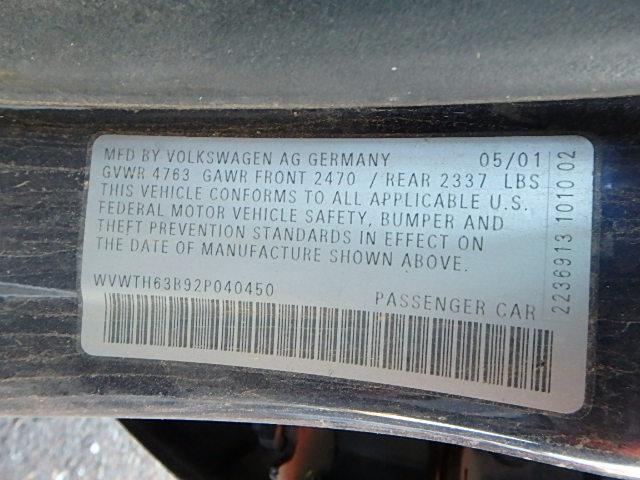 MFD BY VOLKSWAGEN AG GERMANY 05/01
GVWR 4763 GAWR FRONT 2470 / REAR 2337 LBS
THIS VEHICLE CONFORMS TO ALL APPLICABLE U.S.
FEDERAL MOTOR VEHICLE SAFETY, BUMPER AND
THEFT PREVENTION STANDARDS IN EFFECT ON
THE DATE OF MANUFACTURE SHOWN ABOVE.
WVWTH63B92P040450 PASSENGER CAR
2236913 1010 02